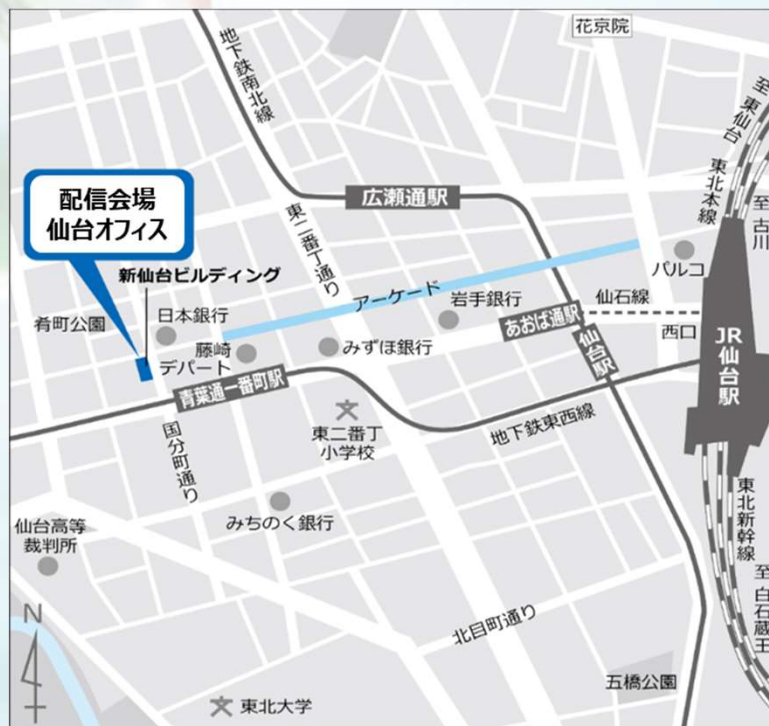 花京院
地下鉄南北線
至
東仙台
東北本線
至
古川
配信会場
仙台オフィス
広瀬通駅
東二番丁通り
パルコ
新仙台ビルディング
アーケード
岩手銀行
仙石線
肴町公園
日本銀行
あおば通駅
西口
藤崎
デパート
みずほ銀行
仙台駅
JR仙台駅
青葉通一番町駅
東二番丁
小学校
地下鉄東西線
国分町通り
みちのく銀行
東北新幹線
仙台高等
裁判所
至
白石蔵王
北目町通り
N
五橋公園
東北大学